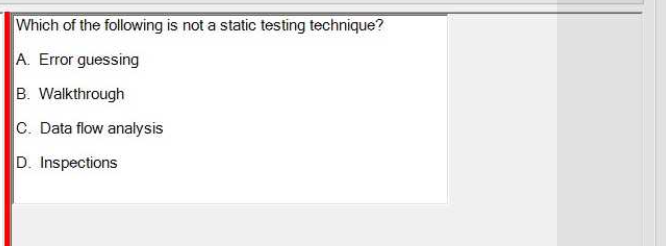 Which of the following is not a static testing technique?
A. Error guessing
B. Walkthrough
C. Data flow analysis
D. Inspections